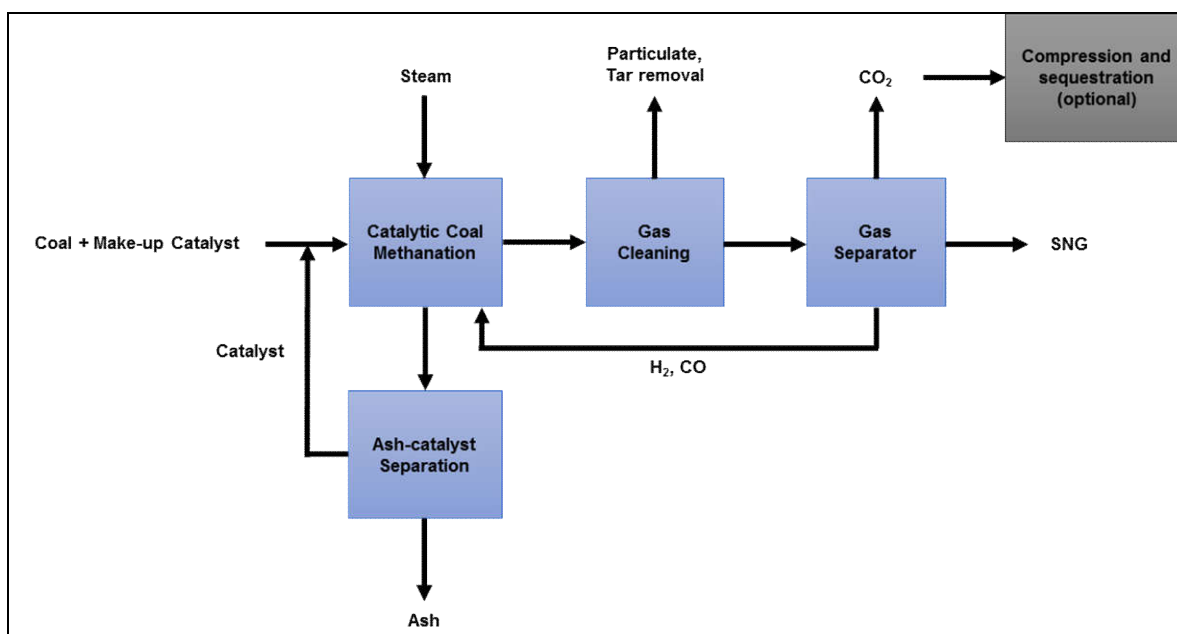 Particulate,
Tar removal
Steam
CO₂
Compression and
sequestration
(optional)
Coal + Make-up Catalyst
Catalytic Coal
Methanation
Gas
Cleaning
Gas
Separator
SNG
Catalyst
H₂, CO
Ash-catalyst
Separation
Ash